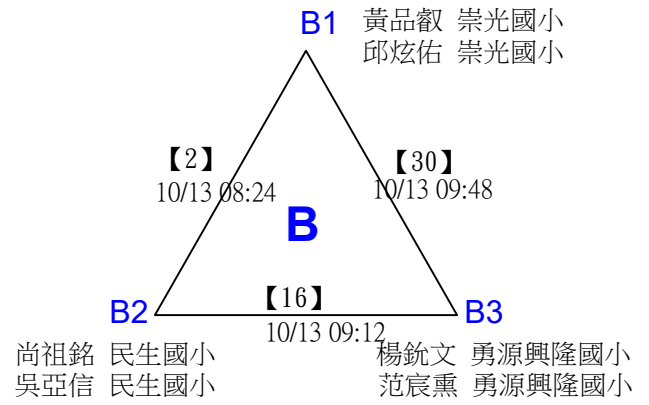 B1 黃品叡 崇光國小
邱炫佑 崇光國小
【2】
10/13 08:24
【30】
10/13 09:48
B
【16】
10/13 09:12
B2
B3
尚祖銘 民生國小
吳亞信 民生國小
楊銃文 勇源興隆國小
范宸熏 勇源興隆國小